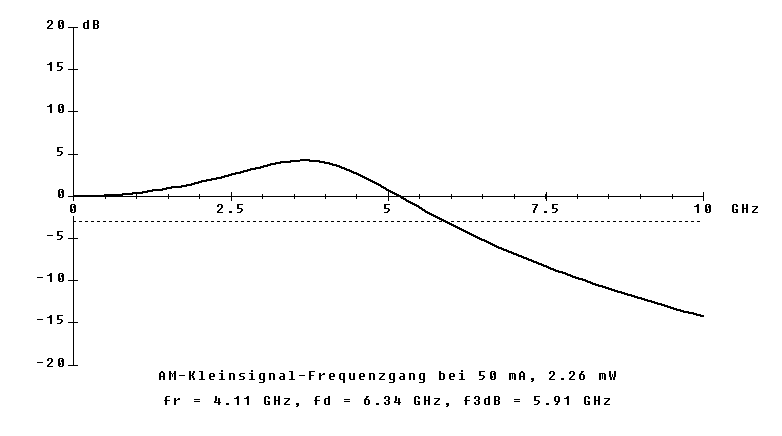 20 dB
15
10
5
0
0 2.5 5 7.5 10 GHz
-5
-10
-15
-20
AM-Kleinsignal-Frequenzgang bei 50 mA, 2.26 mW
fr = 4.11 GHz, fd = 6.34 GHz, f3dB = 5.91 GHz